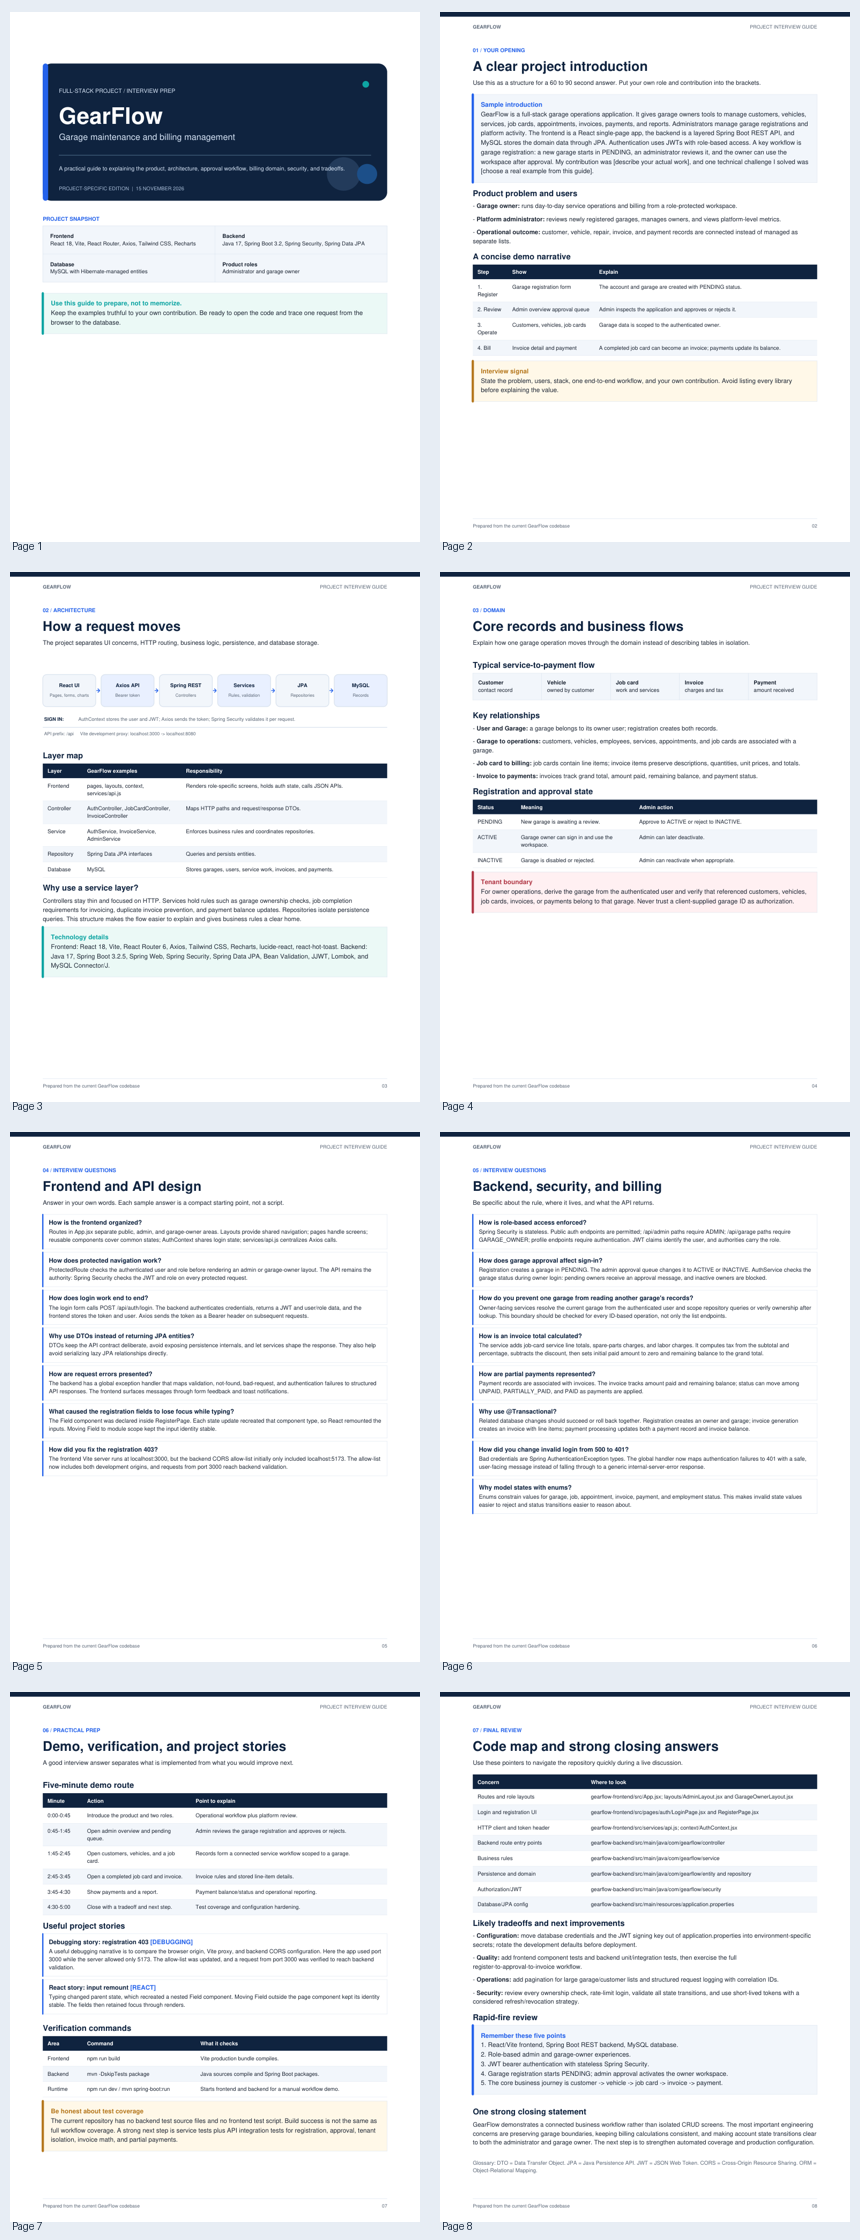 FULL-STACK PROJECT / INTERVIEW PREP
GearFlow
Garage maintenance and billing management
A practical guide to explaining the product, architecture, approval workflow, billing domain, security, and tradeoffs.
PROJECT-SPECIFIC EDITION | 15 NOVEMBER 2026
PROJECT SNAPSHOT
Frontend
React 18, Vite, React Router, Axios, Tailwind CSS, Recharts
Backend
Java 17, Spring Boot 3.2, Spring Security, Spring Data JPA
Database
MySQL with Hibernate-managed entities
Product roles
Administrator and garage owner
Use this guide to prepare, not to memorize.
Keep the examples truthful to your own contribution. Be ready to open the code and trace one request from the
browser to the database.
Page 1
GEARFLOW
PROJECT INTERVIEW GUIDE
01 / YOUR OPENING
A clear project introduction
Use this as a structure for a 60 to 90 second answer. Put your own role and contribution into the brackets.
Sample introduction
GearFlow is a full-stack garage operations application. It gives garage owners tools to manage customers, vehicles,
services, job cards, appointments, invoices, payments, and reports. Administrators manage garage registrations and
platform activity. The frontend is a React single-page app, the backend is a layered Spring Boot REST API, and
MySQL stores the domain data through JPA. Authentication uses JWTs with role-based access. A key workflow is
garage registration: a new garage starts in PENDING, an administrator reviews it, and the owner can use the
workspace after approval. My contribution was [describe your actual work], and one technical challenge I solved was
[choose a real example from this guide].
Product problem and users
- Garage owner: runs day-to-day service operations and billing from a role-protected workspace.
- Platform administrator: reviews newly registered garages, manages owners, and views platform-level metrics.
- Operational outcome: customer, vehicle, repair, invoice, and payment records are connected instead of managed as
separate lists.
A concise demo narrative
Step Show Explain
1. Register Garage registration form The account and garage are created with PENDING status.
2. Review Admin overview approval queue Admin inspects the application and approves or rejects it.
3. Operate Customers, vehicles, job cards Garage data is scoped to the authenticated owner.
4. Bill Invoice detail and payment A completed job card can become an invoice; payments update its balance.
Interview signal
State the problem, users, stack, one end-to-end workflow, and your own contribution. Avoid listing every library
before explaining the value.
Prepared from the current GearFlow codebase
02
Page 2
GEARFLOW
PROJECT INTERVIEW GUIDE
02 / ARCHITECTURE
How a request moves
The project separates UI concerns, HTTP routing, business logic, persistence, and database storage.
React UI
Pages, forms, charts
Axios API
Bearer token
Spring REST
Controllers
Services
Rules, validation
JPA
Repositories
MySQL
Records
SIGN IN: AuthContext stores the user and JWT. Axios sends the token; Spring Security validates it per request.
API prefix: /api Vite development proxy: localhost:3000 -> localhost:8080
Layer map
Layer GearFlow examples Responsibility
Frontend pages, layouts, context, services/api.js Renders role-specific screens, holds auth state, calls JSON APIs.
Controller AuthController, JobCardController, InvoiceController Maps HTTP paths and request/response DTOs.
Service AuthService, InvoiceService, AdminService Enforces business rules and coordinates repositories.
Repository Spring Data JPA interfaces Queries and persists entities.
Database MySQL Stores garages, users, service work, invoices, and payments.
Why use a service layer?
Controllers stay thin and focused on HTTP. Services hold rules such as garage ownership checks, job completion
requirements for invoicing, duplicate invoice prevention, and payment balance updates. Repositories isolate persistence
queries. This structure makes the flow easier to explain and gives business rules a clear home.
Technology details
Frontend: React 18, Vite, React Router 6, Axios, Tailwind CSS, Recharts, lucide-react, react-hot-toast. Backend:
Java 17, Spring Boot 3.2.5, Spring Web, Spring Security, Spring Data JPA, Bean Validation, JJWT, Lombok, and
MySQL Connector/J.
Prepared from the current GearFlow codebase
03
Page 3
GEARFLOW
PROJECT INTERVIEW GUIDE
03 / DOMAIN
Core records and business flows
Explain how one garage operation moves through the domain instead of describing tables in isolation.
Typical service-to-payment flow
Customer
contact record
Vehicle
owned by customer
Job card
work and services
Invoice
charges and tax
Payment
amount received
Key relationships
- User and Garage: a garage belongs to its owner user; registration creates both records.
- Garage to operations: customers, vehicles, employees, services, appointments, and job cards are associated with a
garage.
- Job card to billing: job cards contain line items; invoice items preserve descriptions, quantities, unit prices, and totals.
- Invoice to payments: invoices track grand total, amount paid, remaining balance, and payment status.
Registration and approval state
Status Meaning Admin action
PENDING New garage is awaiting a review. Approve to ACTIVE or reject to INACTIVE.
ACTIVE Garage owner can sign in and use the workspace. Admin can later deactivate.
INACTIVE Garage is disabled or rejected. Admin can reactivate when appropriate.
Tenant boundary
For owner operations, derive the garage from the authenticated user and verify that referenced customers, vehicles,
job cards, invoices, or payments belong to that garage. Never trust a client-supplied garage ID as authorization.
Prepared from the current GearFlow codebase
04
Page 4
GEARFLOW
PROJECT INTERVIEW GUIDE
04 / INTERVIEW QUESTIONS
Frontend and API design
Answer in your own words. Each sample answer is a compact starting point, not a script.
How is the frontend organized?
Routes in App.jsx separate public, admin, and garage-owner areas. Layouts provide shared navigation; pages handle screens;
reusable components cover common states; AuthContext shares login state; services/api.js centralizes Axios calls.
How does protected navigation work?
ProtectedRoute checks the authenticated user and role before rendering an admin or garage-owner layout. The API remains the
authority: Spring Security checks the JWT and role on every protected request.
How does login work end to end?
The login form calls POST /api/auth/login. The backend authenticates credentials, returns a JWT and user/role data, and the
frontend stores the token and user. Axios sends the token as a Bearer header on subsequent requests.
Why use DTOs instead of returning JPA entities?
DTOs keep the API contract deliberate, avoid exposing persistence internals, and let services shape the response. They also help
avoid serializing lazy JPA relationships directly.
How are request errors presented?
The backend has a global exception handler that maps validation, not-found, bad-request, and authentication failures to structured
API responses. The frontend surfaces messages through form feedback and toast notifications.
What caused the registration fields to lose focus while typing?
The Field component was declared inside RegisterPage. Each state update recreated that component type, so React remounted the
inputs. Moving Field to module scope kept the input identity stable.
How did you fix the registration 403?
The frontend Vite server runs at localhost:3000, but the backend CORS allow-list initially only included localhost:5173. The allow-list
now includes both development origins, and requests from port 3000 reach backend validation.
Prepared from the current GearFlow codebase
05
Page 5
GEARFLOW
PROJECT INTERVIEW GUIDE
05 / INTERVIEW QUESTIONS
Backend, security, and billing
Be specific about the rule, where it lives, and what the API returns.
How is role-based access enforced?
Spring Security is stateless. Public auth endpoints are permitted; /api/admin paths require ADMIN; /api/garage paths require
GARAGE_OWNER; profile endpoints require authentication. JWT claims identify the user, and authorities carry the role.
How does garage approval affect sign-in?
Registration creates a garage in PENDING. The admin approval queue changes it to ACTIVE or INACTIVE. AuthService checks the
garage status during owner login: pending owners receive an approval message, and inactive owners are blocked.
How do you prevent one garage from reading another garage's records?
Owner-facing services resolve the current garage from the authenticated user and scope repository queries or verify ownership after
lookup. This boundary should be checked for every ID-based operation, not only the list endpoints.
How is an invoice total calculated?
The service adds job-card service line totals, spare-parts charges, and labor charges. It computes tax from the subtotal and
percentage, subtracts the discount, then sets initial paid amount to zero and remaining balance to the grand total.
How are partial payments represented?
Payment records are associated with invoices. The invoice tracks amount paid and remaining balance; status can move among
UNPAID, PARTIALLY_PAID, and PAID as payments are applied.
Why use @Transactional?
Related database changes should succeed or roll back together. Registration creates an owner and garage; invoice generation
creates an invoice with line items; payment processing updates both a payment record and invoice balance.
How did you change invalid login from 500 to 401?
Bad credentials are Spring AuthenticationException types. The global handler now maps authentication failures to 401 with a safe,
user-facing message instead of falling through to a generic internal-server-error response.
Why model states with enums?
Enums constrain values for garage, job, appointment, invoice, payment, and employment status. This makes invalid state values
easier to reject and status transitions easier to reason about.
Prepared from the current GearFlow codebase
06
Page 6
GEARFLOW
PROJECT INTERVIEW GUIDE
06 / PRACTICAL PREP
Demo, verification, and project stories
A good interview answer separates what is implemented from what you would improve next.
Five-minute demo route
Minute Action Point to explain
0:00-0:45 Introduce the product and two roles. Operational workflow plus platform review.
0:45-1:45 Open admin overview and pending queue. Admin reviews the garage registration and approves or rejects.
1:45-2:45 Open customers, vehicles, and a job card. Records form a connected service workflow scoped to a garage.
2:45-3:45 Open a completed job card and invoice. Invoice rules and stored line-item details.
3:45-4:30 Show payments and a report. Payment balance/status and operational reporting.
4:30-5:00 Close with a tradeoff and next step. Test coverage and configuration hardening.
Useful project stories
Debugging story: registration 403 [DEBUGGING]
A useful debugging narrative is to compare the browser origin, Vite proxy, and backend CORS configuration. Here the app used port
3000 while the server allowed only 5173. The allow-list was updated, and a request from port 3000 was verified to reach backend
validation.
React story: input remount [REACT]
Typing changed parent state, which recreated a nested Field component. Moving Field outside the page component kept its identity
stable. The fields then retained focus through renders.
Verification commands
Area Command What it checks
Frontend npm run build Vite production bundle compiles.
Backend mvn -DskipTests package Java sources compile and Spring Boot packages.
Runtime npm run dev / mvn spring-boot:run Starts frontend and backend for a manual workflow demo.
Be honest about test coverage
The current repository has no backend test source files and no frontend test script. Build success is not the same as
full workflow coverage. A strong next step is service tests plus API integration tests for registration, approval, tenant
isolation, invoice math, and partial payments.
Prepared from the current GearFlow codebase
07
Page 7
GEARFLOW
PROJECT INTERVIEW GUIDE
07 / FINAL REVIEW
Code map and strong closing answers
Use these pointers to navigate the repository quickly during a live discussion.
Concern Where to look
Routes and role layouts gearflow-frontend/src/App.jsx; layouts/AdminLayout.jsx and GarageOwnerLayout.jsx
Login and registration UI gearflow-frontend/src/pages/auth/LoginPage.jsx and RegisterPage.jsx
HTTP client and token header gearflow-frontend/src/services/api.js; context/AuthContext.jsx
Backend route entry points gearflow-backend/src/main/java/com/gearflow/controller
Business rules gearflow-backend/src/main/java/com/gearflow/service
Persistence and domain gearflow-backend/src/main/java/com/gearflow/entity and repository
Authorization/JWT gearflow-backend/src/main/java/com/gearflow/security
Database/JPA config gearflow-backend/src/main/resources/application.properties
Likely tradeoffs and next improvements
- Configuration: move database credentials and the JWT signing key out of application.properties into environment-specific
secrets; rotate the development defaults before deployment.
- Quality: add frontend component tests and backend unit/integration tests, then exercise the full
register-to-approval-to-invoice workflow.
- Operations: add pagination for large garage/customer lists and structured request logging with correlation IDs.
- Security: review every ownership check, rate-limit login, validate all state transitions, and use short-lived tokens with a
considered refresh/revocation strategy.
Rapid-fire review
Remember these five points
1. React/Vite frontend, Spring Boot REST backend, MySQL database.
2. Role-based admin and garage-owner experiences.
3. JWT bearer authentication with stateless Spring Security.
4. Garage registration starts PENDING; admin approval activates the owner workspace.
5. The core business journey is customer -> vehicle -> job card -> invoice -> payment.
One strong closing statement
GearFlow demonstrates a connected business workflow rather than isolated CRUD screens. The most important engineering
concerns are preserving garage boundaries, keeping billing calculations consistent, and making account state transitions clear
to both the administrator and garage owner. The next step is to strengthen automated coverage and production configuration.
Glossary: DTO = Data Transfer Object. JPA = Java Persistence API. JWT = JSON Web Token. CORS = Cross-Origin Resource Sharing. ORM =
Object-Relational Mapping.
Prepared from the current GearFlow codebase
08
Page 8